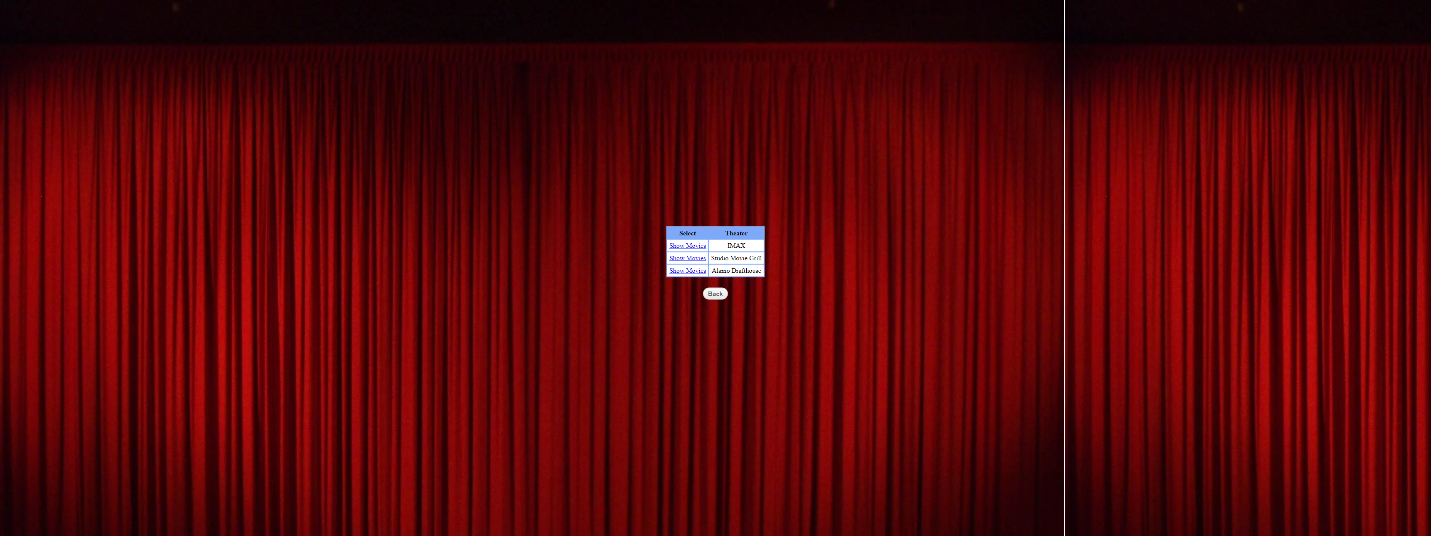 Select Theater
Show Movies IMAX
Show Movies Studio Movie Grill
Show Movies Alamo Drafthouse
Back